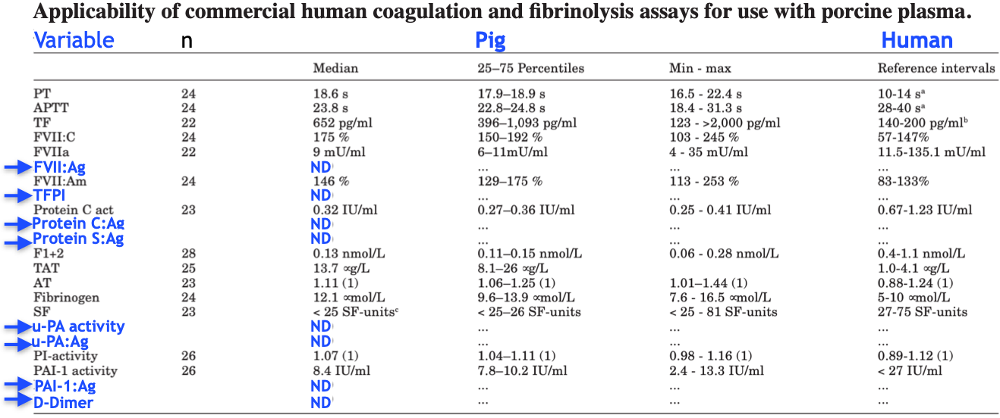 Applicability of commercial human coagulation and fibrinolysis assays for use with porcine plasma.
Variable n Pig Human
Median 25–75 Percentiles Min - max Reference intervals
PT 24 18.6 s 17.9–18.9 s 16.5 - 22.4 s 10-14 sᵃ
APTT 24 23.8 s 22.8–24.8 s 18.4 - 31.3 s 28-40 sᵃ
TF 22 652 pg/ml 396–1,093 pg/ml 123 - >2,000 pg/ml 140-200 pg/mlᵇ
FVII:C 24 175 % 150–192 % 103 - 245 % 57-147%
FVIIa 22 9 mU/ml 6–11mU/ml 4 - 35 mU/ml 11.5-135.1 mU/ml
FVII:Ag ND ... ... ...
FVII:Am 24 146 % 129–175 % 113 - 253 % 83-133%
TFPI ND ... ... ...
Protein C act 23 0.32 IU/ml 0.27–0.36 IU/ml 0.25 - 0.41 IU/ml 0.67-1.23 IU/ml
Protein C:Ag ND ... ... ...
Protein S:Ag ND ... ... ...
F1+2 28 0.13 nmol/L 0.11–0.15 nmol/L 0.06 - 0.28 nmol/L 0.4-1.1 nmol/L
TAT 25 13.7 ∝g/L 8.1–26 ∝g/L 1.0-4.1 ∝g/L
AT 23 1.11 (1) 1.06–1.25 (1) 1.01–1.44 (1) 0.88-1.24 (1)
Fibrinogen 24 12.1 ∝mol/L 9.6–13.9 ∝mol/L 7.6 - 16.5 ∝mol/L 5-10 ∝mol/L
SF 23 < 25 SF-unitsᶜ < 25–26 SF-units < 25 - 81 SF-units 27-75 SF-units
u-PA activity ND ... ... ...
u-PA:Ag ND ... ... ...
PI-activity 26 1.07 (1) 1.04–1.11 (1) 0.98 - 1.16 (1) 0.89-1.12 (1)
PAI-1 activity 26 8.4 IU/ml 7.8–10.2 IU/ml 2.4 - 13.3 IU/ml < 27 IU/ml
PAI-1:Ag ND ... ... ...
D-Dimer ND ... ... ...